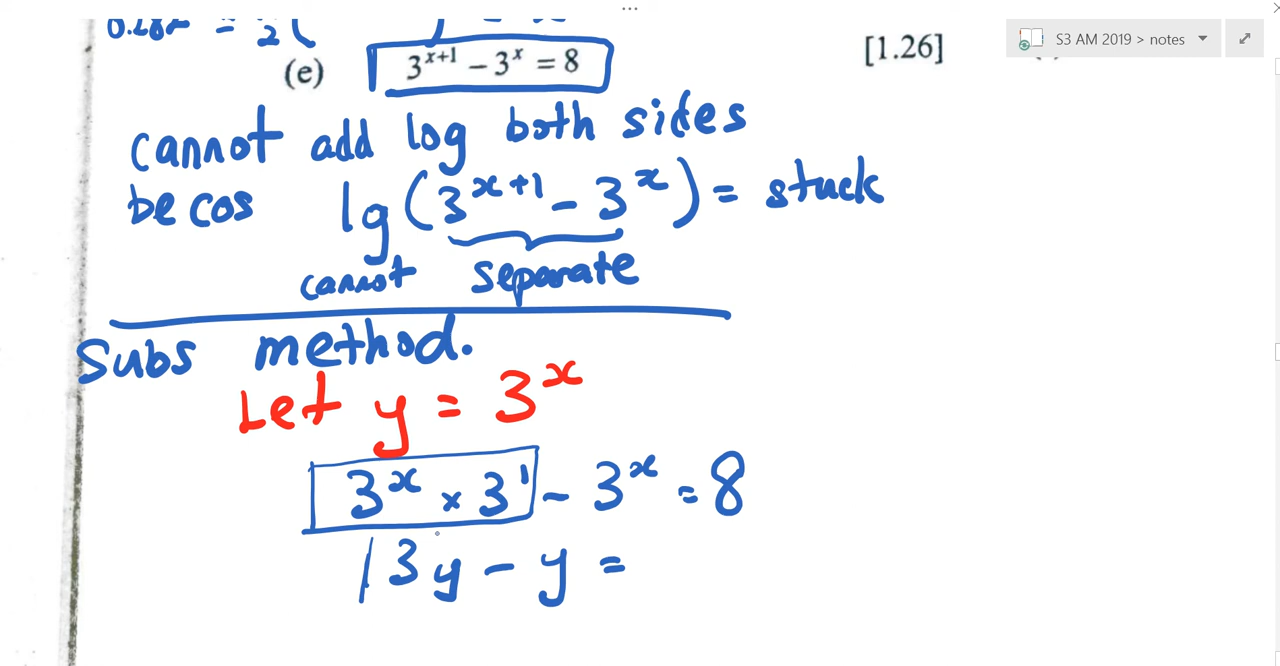 S3 AM 2019 > notes
(e) 3^{x+1} − 3^x = 8 [1.26]
cannot add log both sides
becos lg (3^{x+1} − 3^x) = stuck
cannot separate
Subs method.
Let y = 3^x
3^x × 3^1 − 3^x = 8
3y − y =